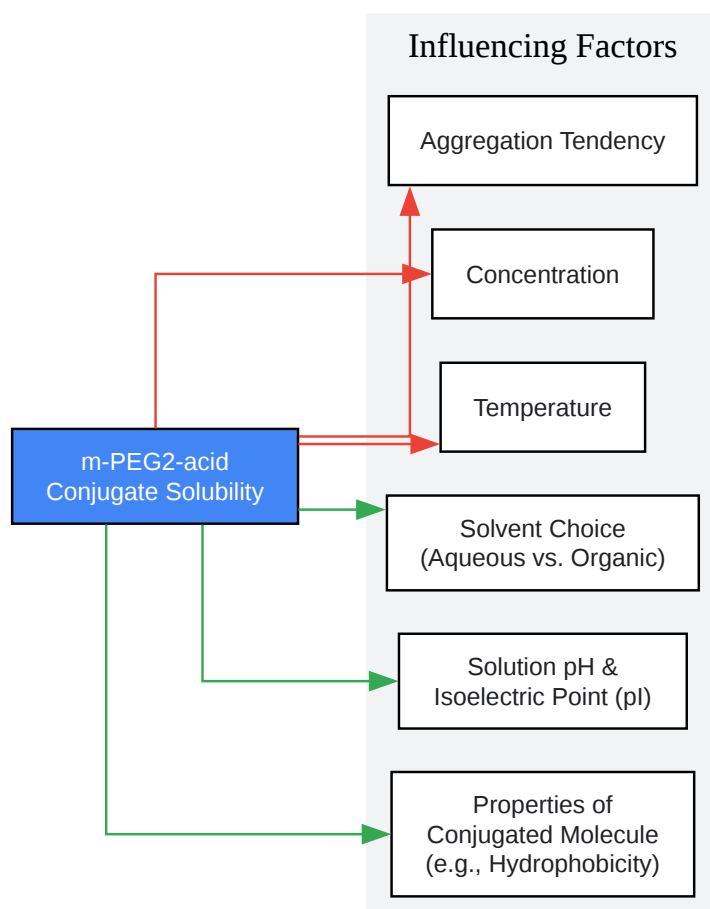 Influencing Factors
Aggregation Tendency
Concentration
Temperature
m-PEG2-acid
Conjugate Solubility
Solvent Choice
(Aqueous vs. Organic)
Solution pH &
Isoelectric Point (pI)
Properties of
Conjugated Molecule
(e.g., Hydrophobicity)